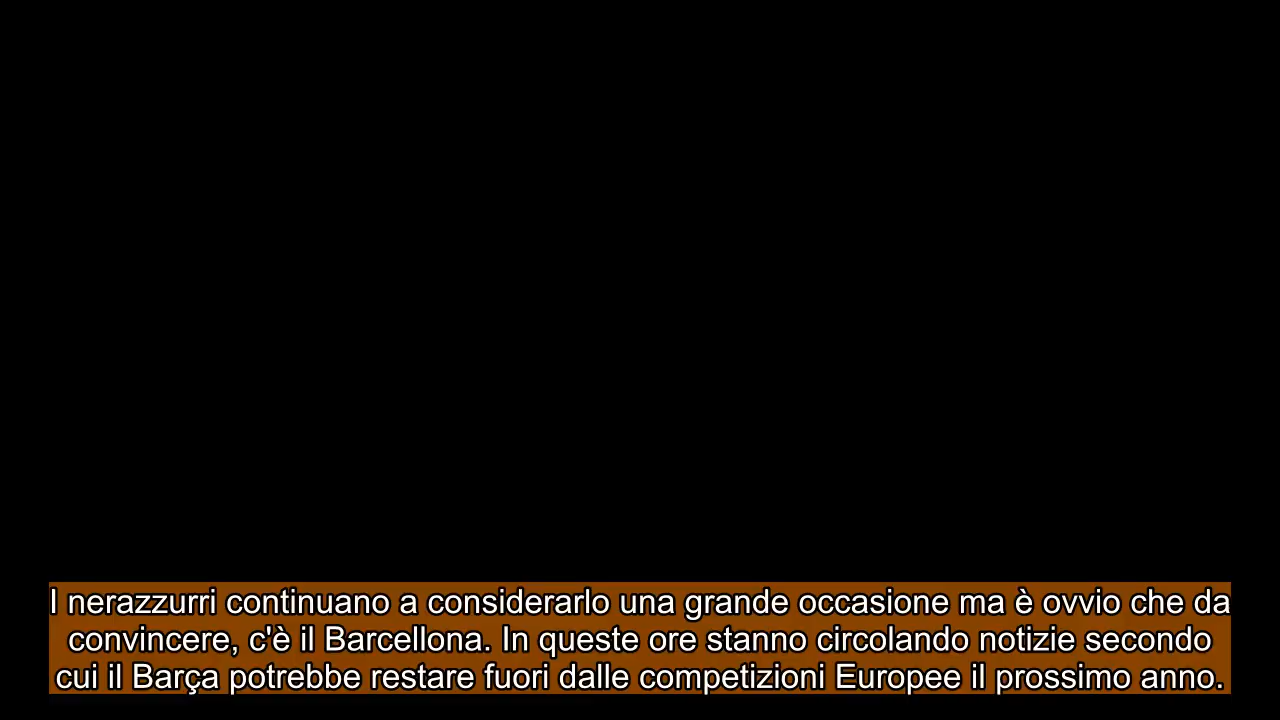 I nerazzurri continuano a considerarlo una grande occasione ma è ovvio che da
convincere, c'è il Barcellona. In queste ore stanno circolando notizie secondo
cui il Barça potrebbe restare fuori dalle competizioni Europee il prossimo anno.